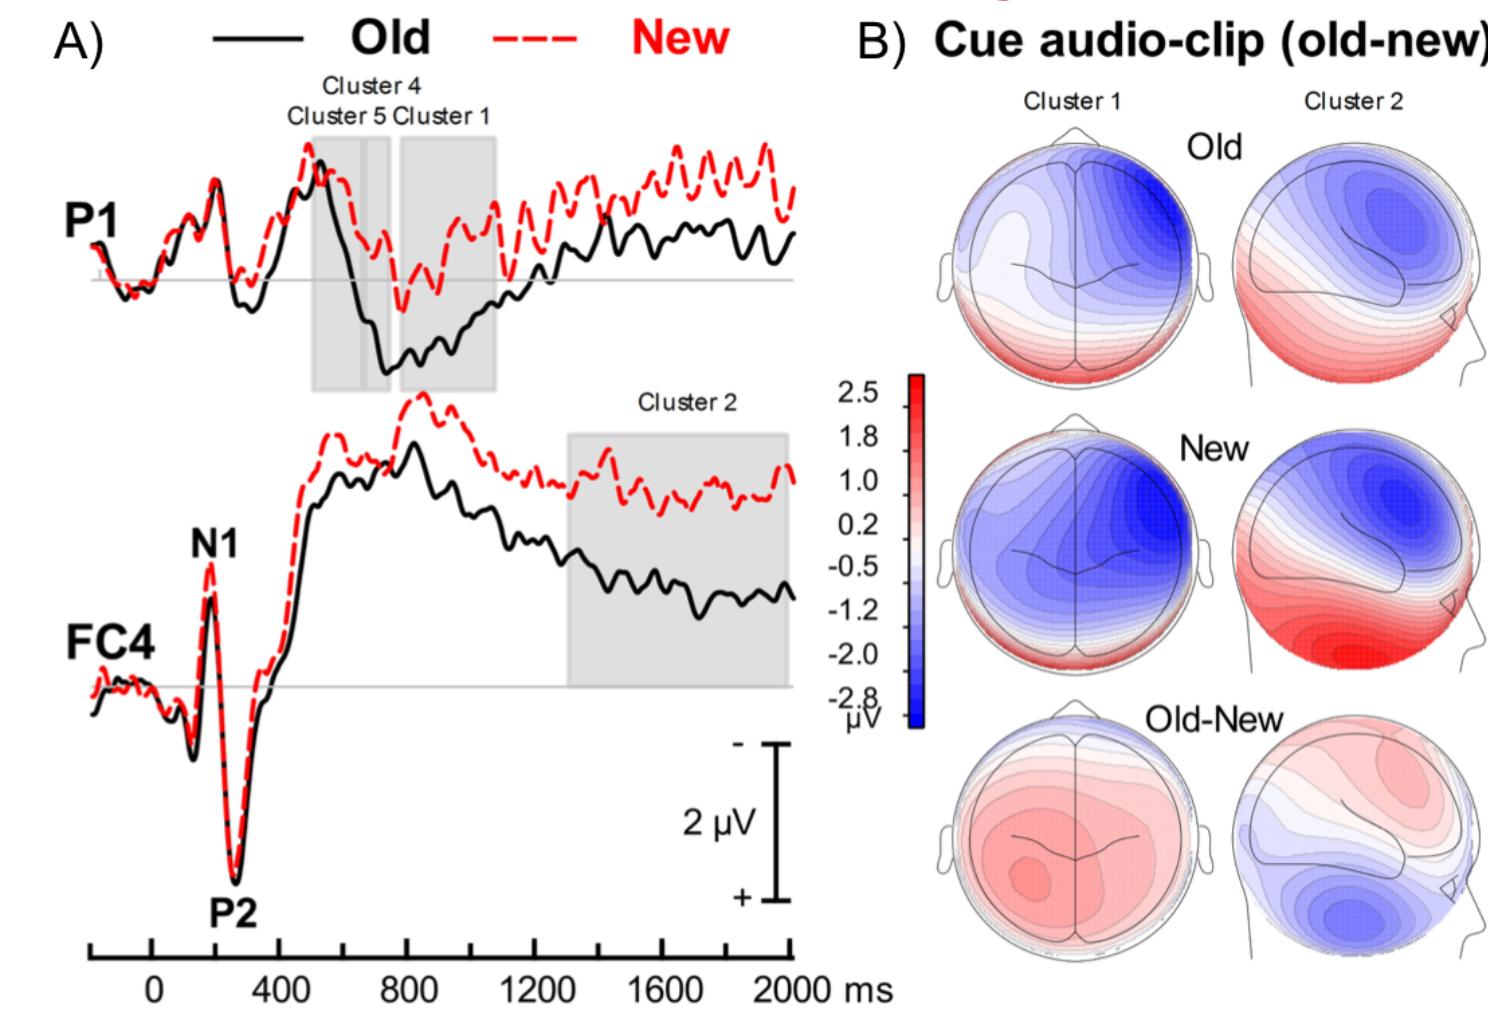 A) Old New
Cluster 4
Cluster 5 Cluster 1
P1
Cluster 2
N1
FC4
P2
-
2 µV
+
0 400 800 1200 1600 2000 ms
B) Cue audio-clip (old-new)
Cluster 1 Cluster 2
Old
New
Old-New
2.5
1.8
1.0
0.2
-0.5
-1.2
-2.0
-2.8
µV